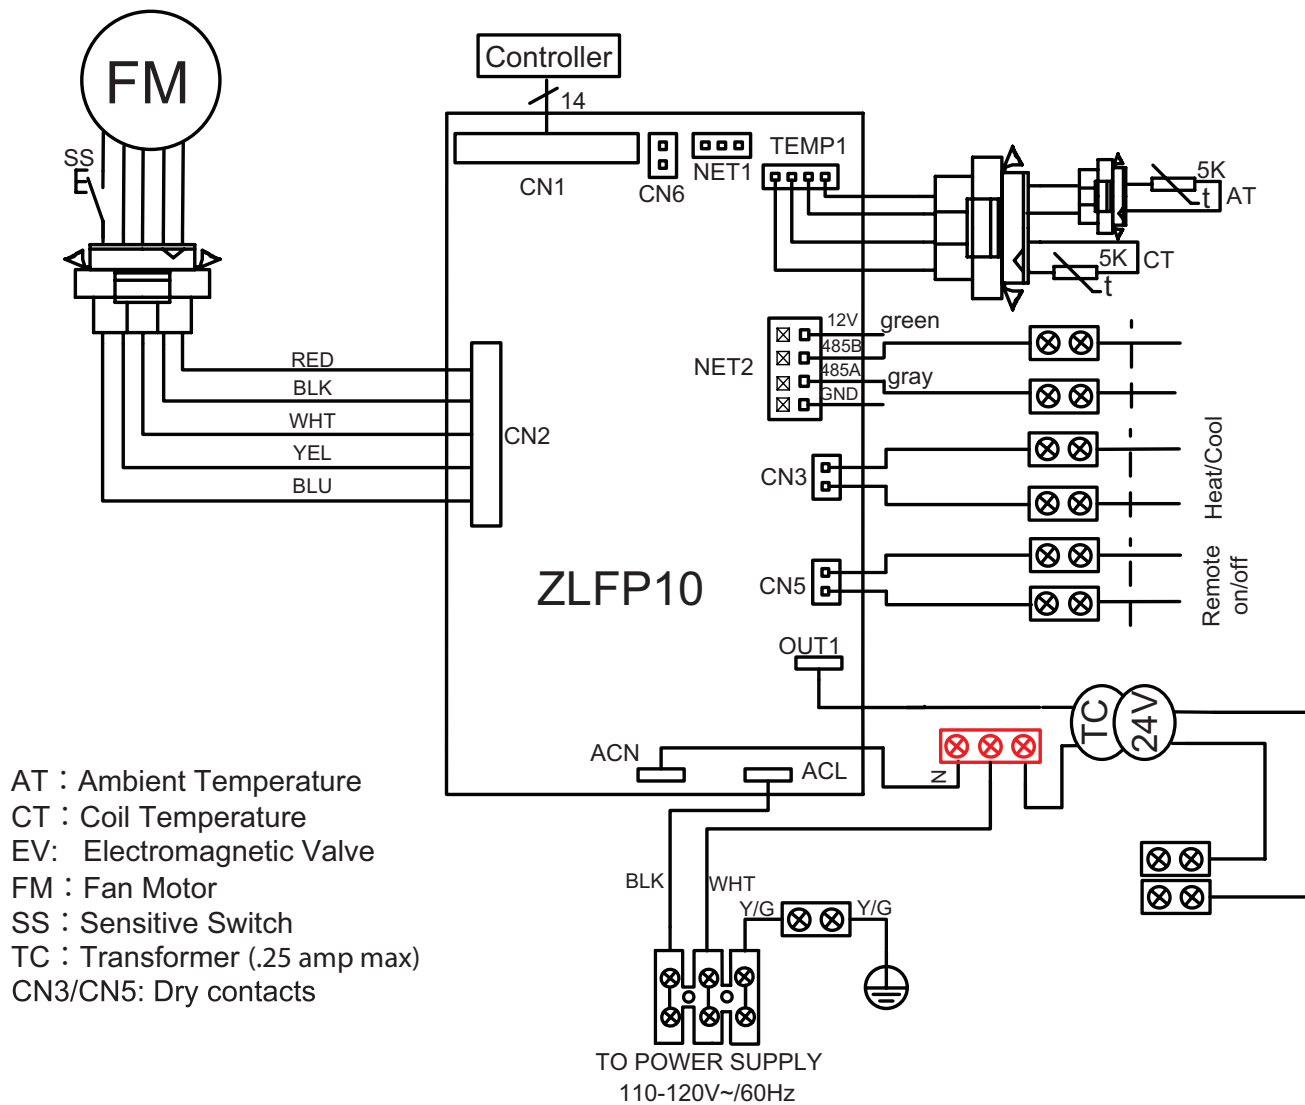 FM
Controller
14
SS
CN1
CN6
NET1
TEMP1
5K
t
AT
5K
t
CT
12V
green
485B
NET2
485A
gray
GND
RED
BLK
WHT
YEL
BLU
CN2
CN3
Heat/Cool
ZLFP10
CN5
Remote
on/off
OUT1
TC
24V
ACN
ACL
N
AT : Ambient Temperature
CT : Coil Temperature
EV: Electromagnetic Valve
FM : Fan Motor
SS : Sensitive Switch
TC : Transformer (.25 amp max)
CN3/CN5: Dry contacts
BLK
WHT
Y/G
Y/G
TO POWER SUPPLY
110-120V~/60Hz